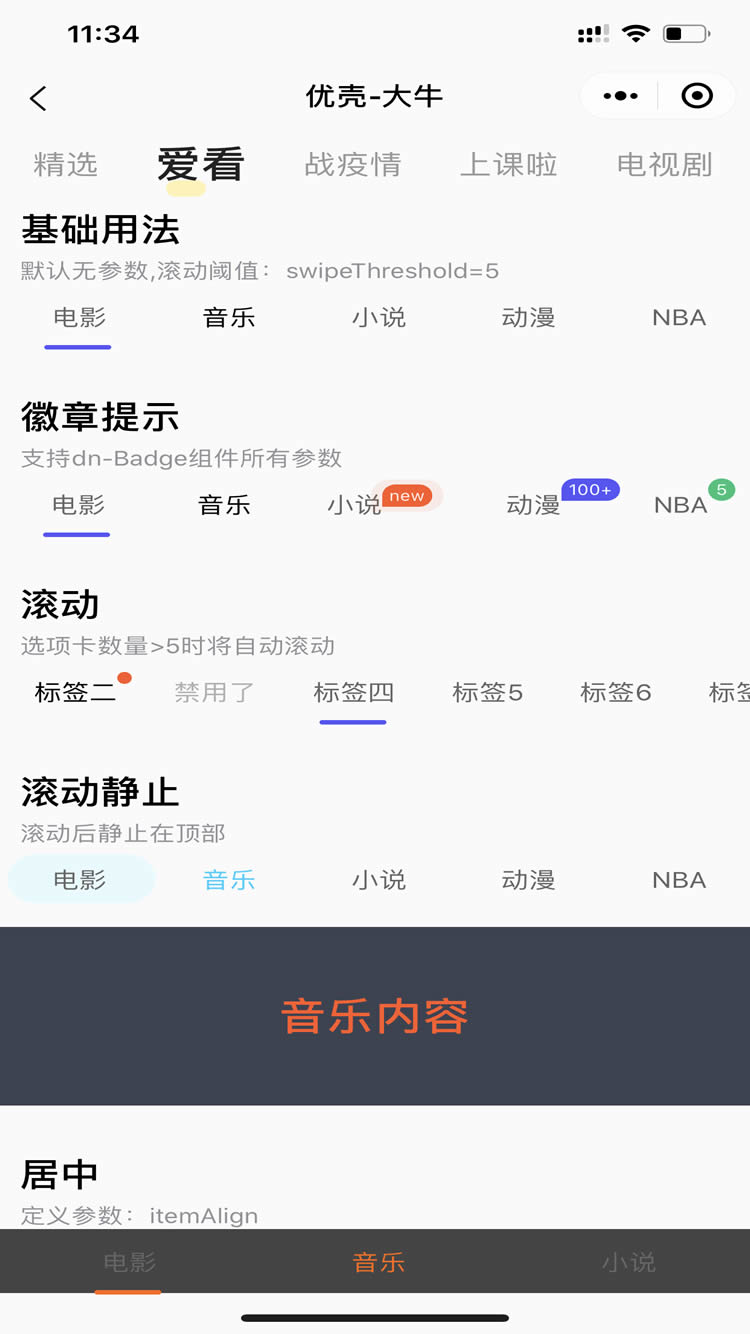 11:34
优壳-大牛
精选 爱看 战疫情 上课啦 电视剧
基础用法
默认无参数,滚动阈值：swipeThreshold=5
电影 音乐 小说 动漫 NBA
徽章提示
支持dn-Badge组件所有参数
电影 音乐 小说 new 动漫 100+ NBA 5
滚动
选项卡数量>5时将自动滚动
标签二 禁用了 标签四 标签5 标签6 标签
滚动静止
滚动后静止在顶部
电影 音乐 小说 动漫 NBA
音乐内容
居中
定义参数：itemAlign
电影 音乐 小说